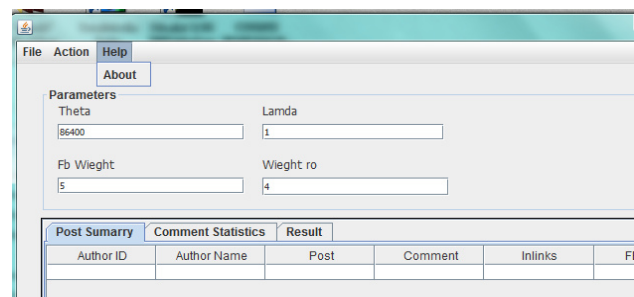 File Action Help
About
Parameters
Theta Lamda
86400 1
Fb Wieght Wieght ro
5 4
Post Sumarry Comment Statistics Result
Author ID Author Name Post Comment Inlinks